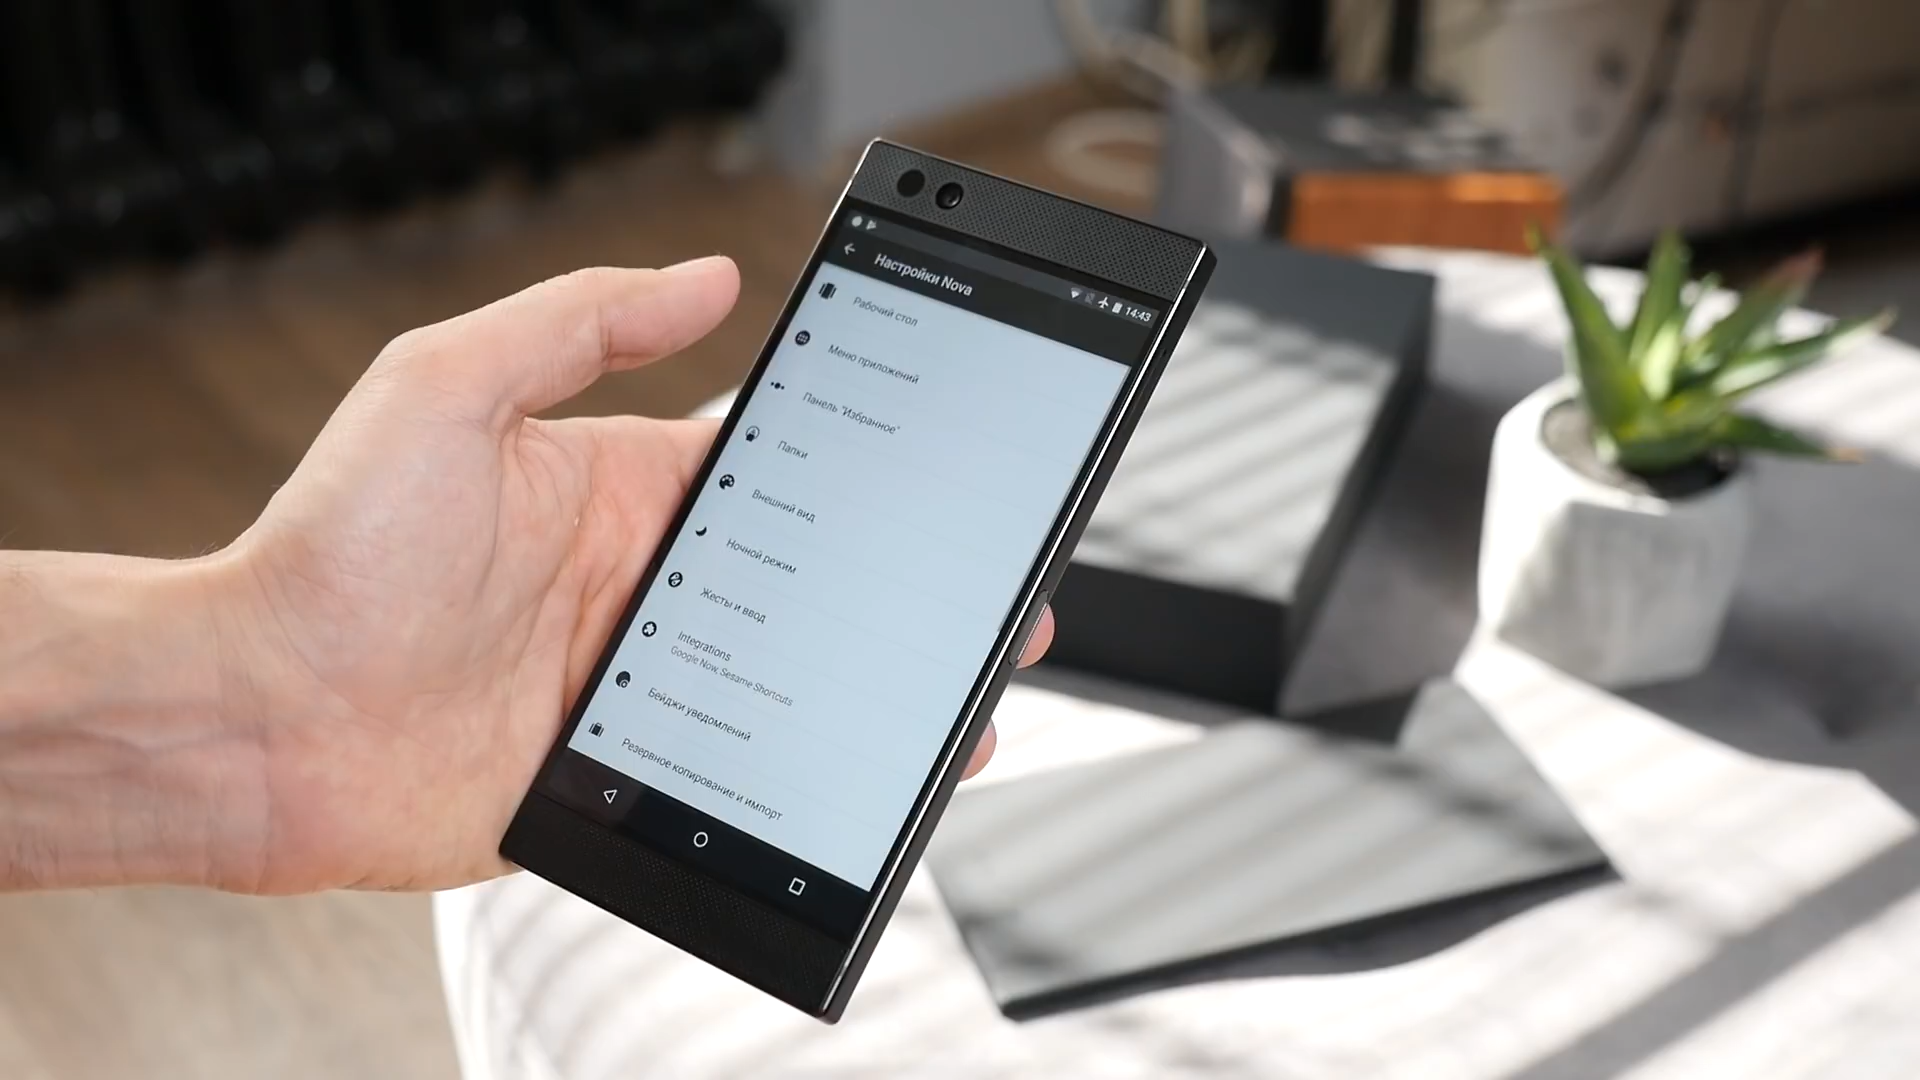 14:43
Настройки Nova
Рабочий стол
Меню приложений
Панель "Избранное"
Папки
Внешний вид
Ночной режим
Жесты и ввод
Integrations
Google Now, Sesame Shortcuts
Бейджи уведомлений
Резервное копирование и импорт